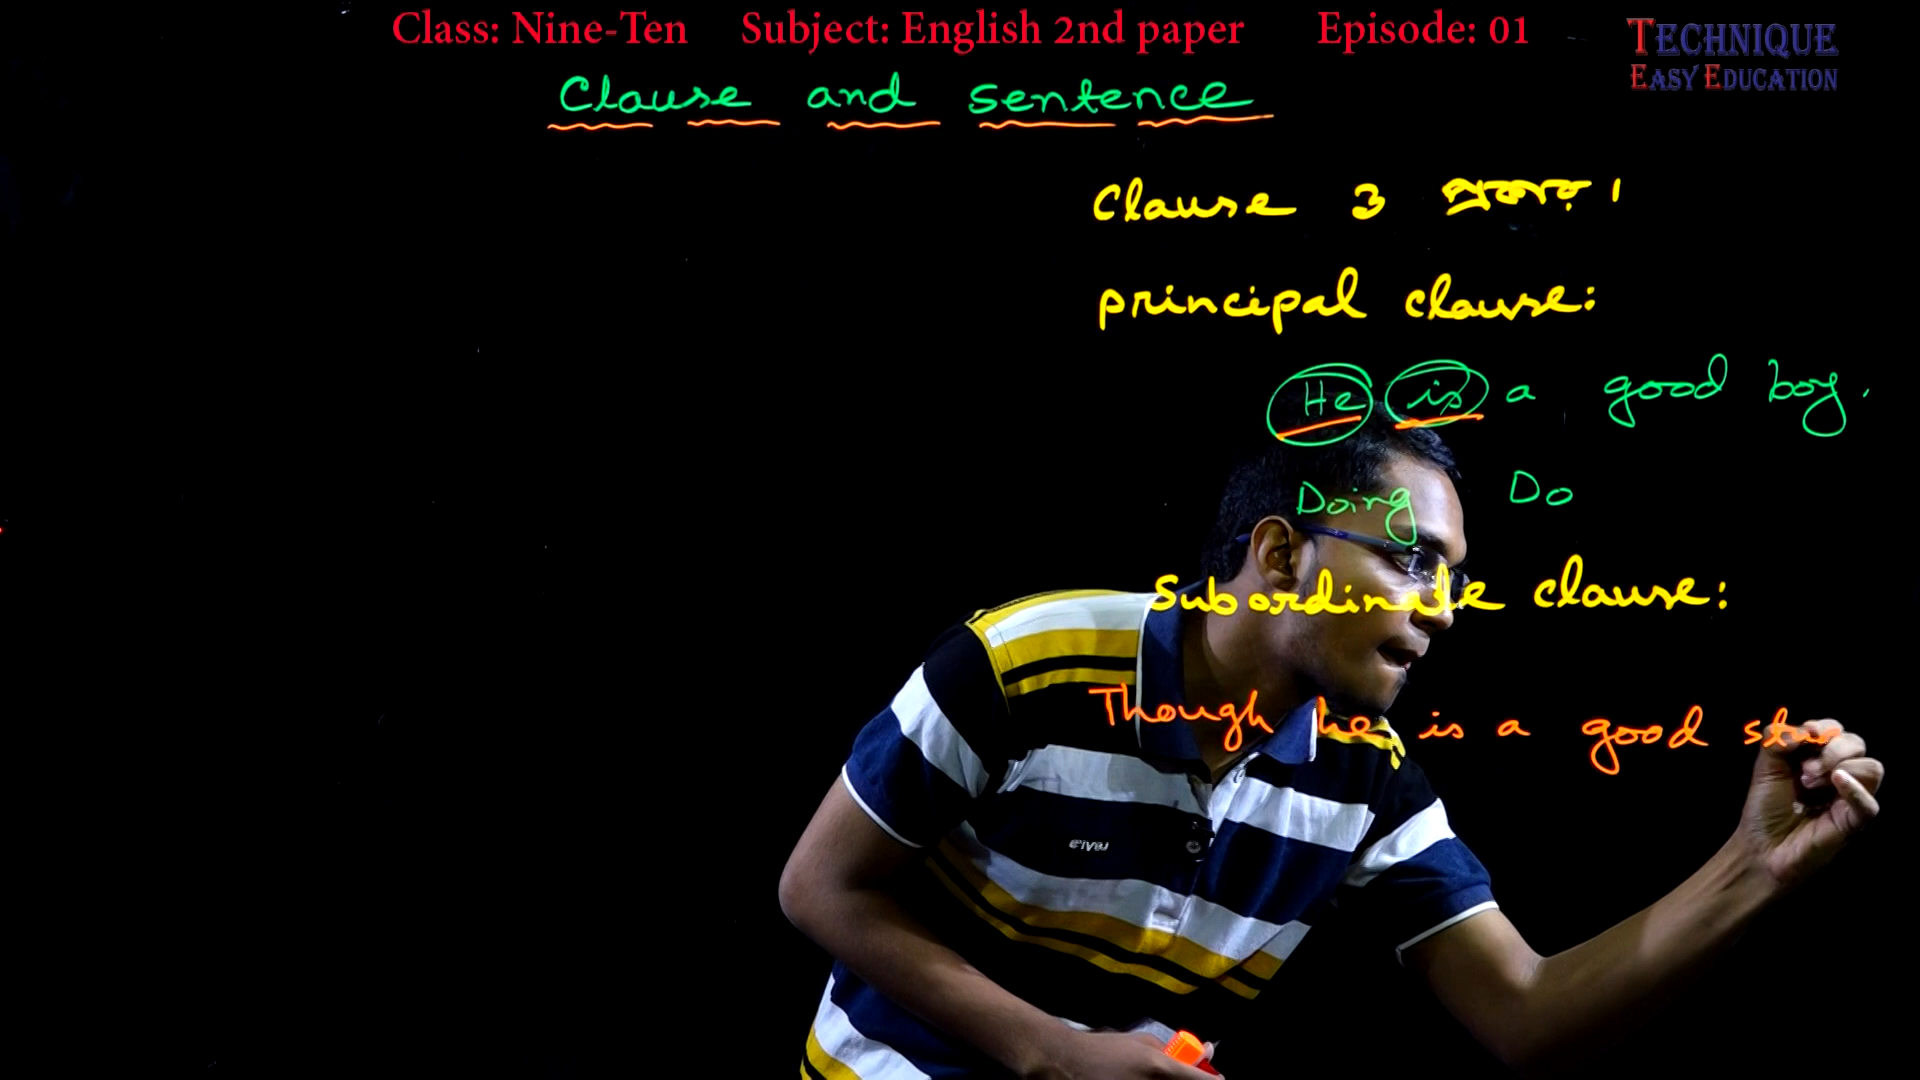 Class: Nine-Ten Subject: English 2nd paper Episode: 01
TECHNIQUE
EASY EDUCATION
Clause and sentence
Clause 3 প্রকার।
principal clause:
He is a good boy.
Doing Do
Subordinate clause:
Though he is a good stu